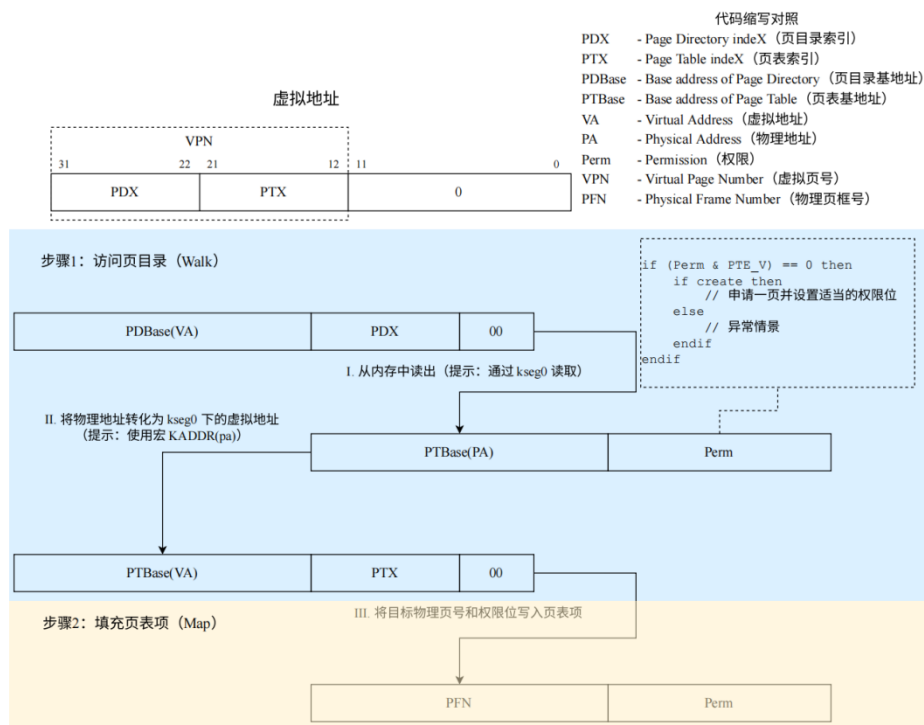 代码缩写对照
PDX - Page Directory indeX（页目录索引）
PTX - Page Table indeX（页表索引）
PDBase - Base address of Page Directory（页目录基地址）
PTBase - Base address of Page Table（页表基地址）
VA - Virtual Address（虚拟地址）
PA - Physical Address（物理地址）
Perm - Permission（权限）
VPN - Virtual Page Number（虚拟页号）
PFN - Physical Frame Number（物理页框号）
虚拟地址
VPN
31 22 21 12 11 0
PDX PTX 0
步骤1：访问页目录（Walk）
if (Perm & PTE_V) == 0 then
if create then
// 申请一页并设置适当的权限位
else
// 异常情景
endif
endif
PDBase(VA) PDX 00
I. 从内存中读出（提示：通过 kseg0 读取）
II. 将物理地址转化为 kseg0 下的虚拟地址
（提示：使用宏 KADDR(pa)）
PTBase(PA) Perm
PTBase(VA) PTX 00
步骤2：填充页表项（Map）
III. 将目标物理页号和权限位写入页表项
PFN Perm